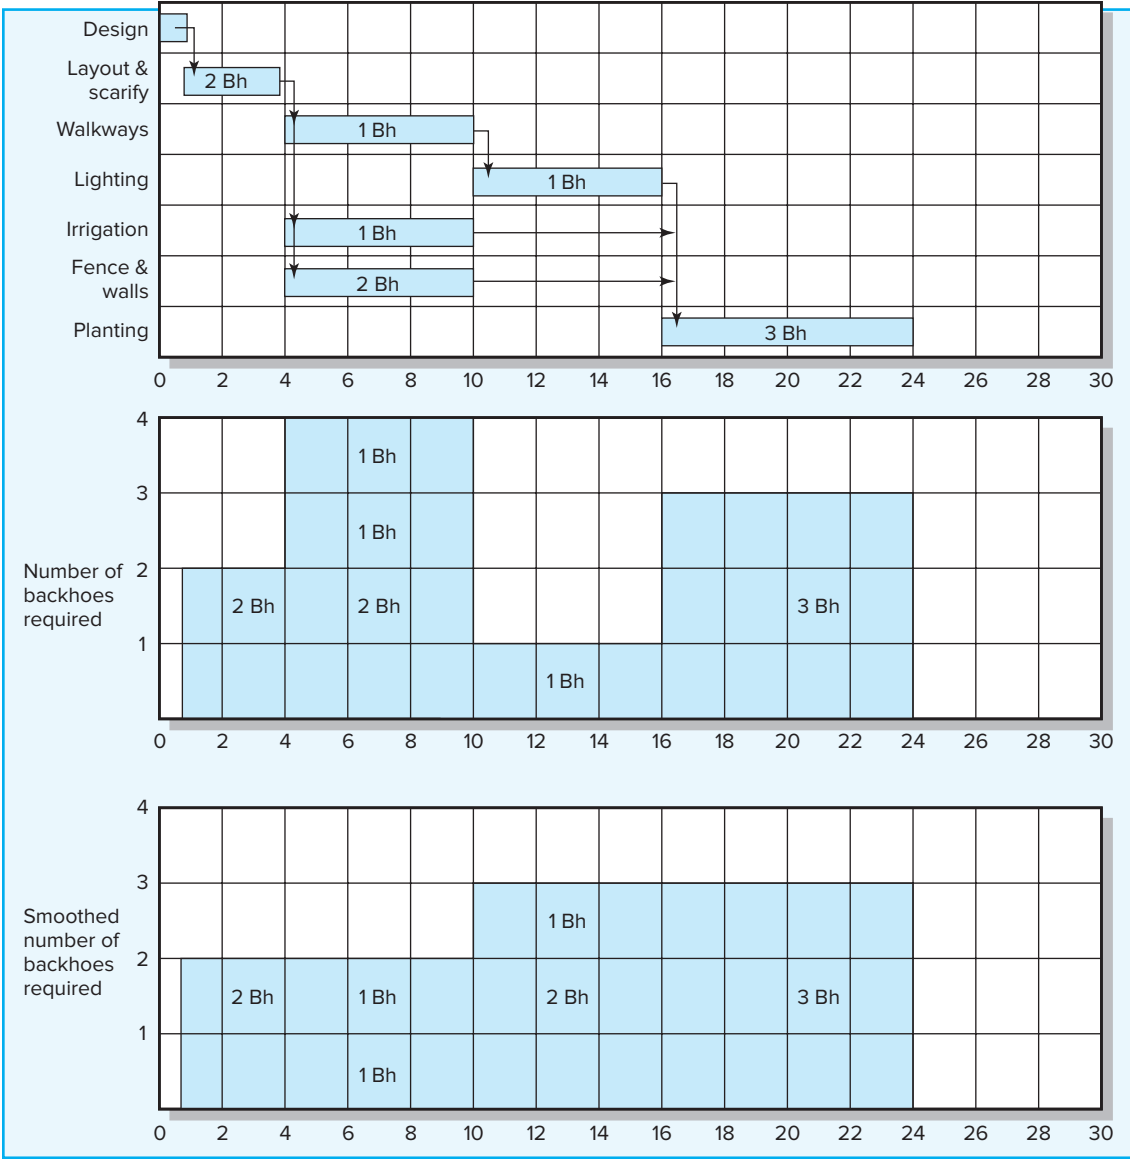 Design
Layout &
scarify
2 Bh
Walkways
1 Bh
Lighting
1 Bh
Irrigation
1 Bh
Fence &
walls
2 Bh
Planting
3 Bh
0 2 4 6 8 10 12 14 16 18 20 22 24 26 28 30
4
1 Bh
3
1 Bh
Number of
backhoes
required
2
2 Bh 2 Bh 3 Bh
1
1 Bh
0 2 4 6 8 10 12 14 16 18 20 22 24 26 28 30
4
3
Smoothed
number of
backhoes
required
1 Bh
2
2 Bh 1 Bh 2 Bh 3 Bh
1
1 Bh
0 2 4 6 8 10 12 14 16 18 20 22 24 26 28 30